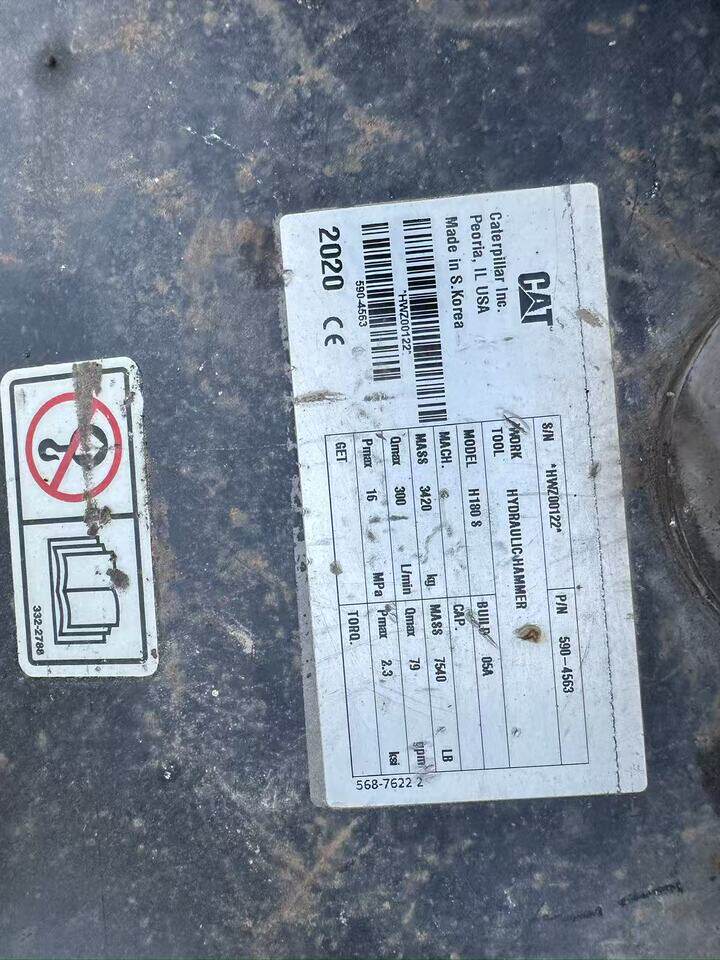 CAT
Caterpillar Inc.
Peoria, IL USA
Made in S.Korea
*HWZ00122*
590-4563
2020 CE
S/N *HWZ00122* P/N 590-4563
WORK TOOL HYDRAULIC HAMMER
MODEL H180 S BUILD 05A
MACH. CAP.
MASS 3420 kg MASS 7540 LB
Qmax 300 L/min Qmax 79 gpm
Pmax 16 MPa Pmax 2.3 ksi
GET TORQ.
568-7622 2
332-2788